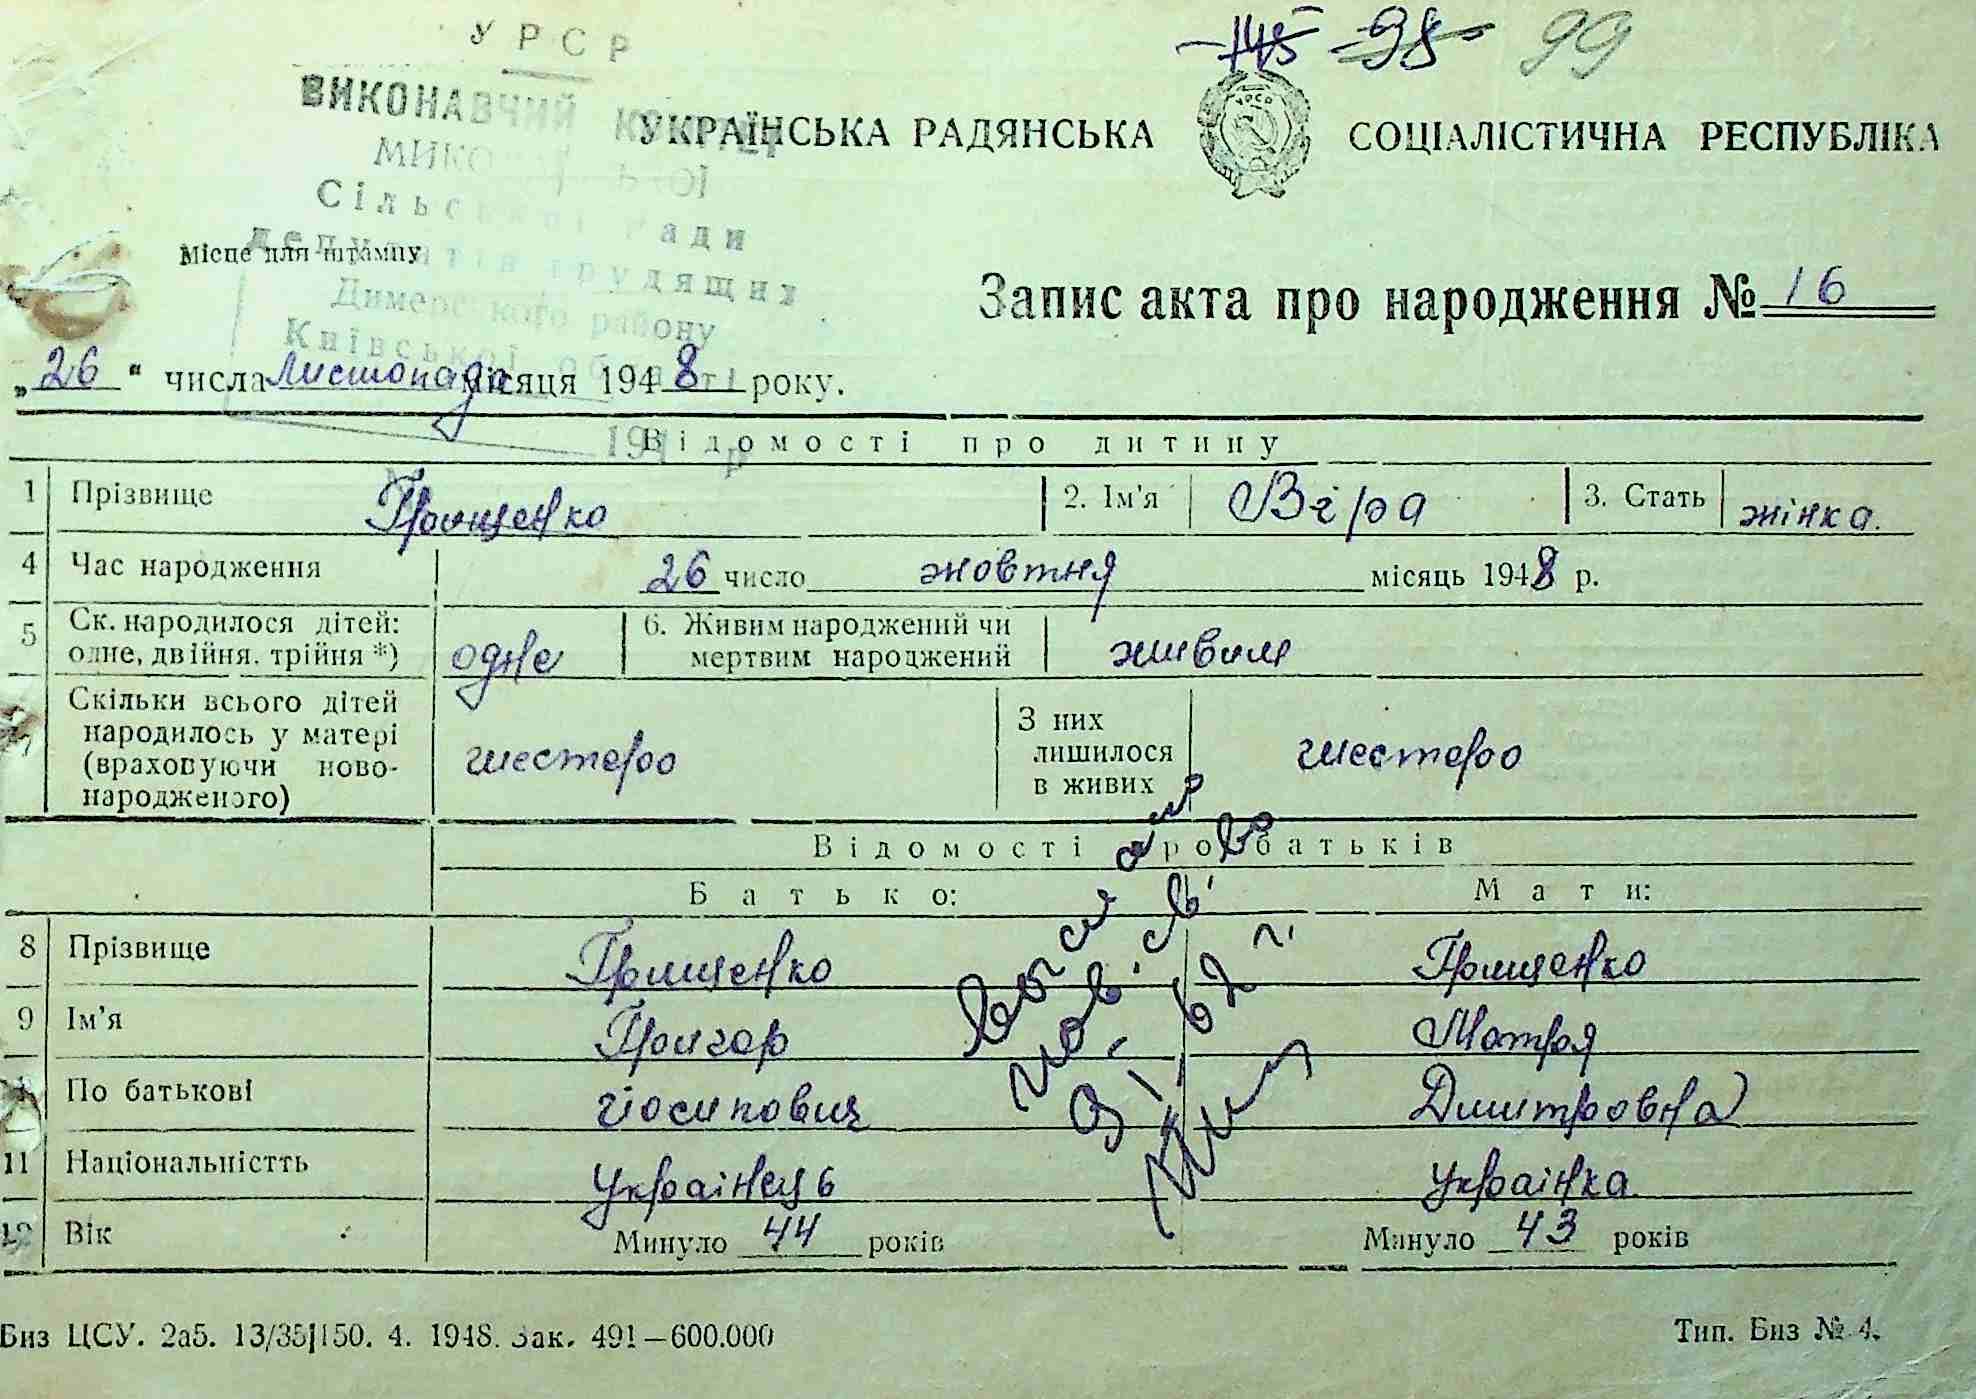 УРСР
145 98 99
ВИКОНАВЧИЙ КОМІТЕТ
УКРАЇНСЬКА РАДЯНСЬКА СОЦІАЛІСТИЧНА РЕСПУБЛІКА
УРСР
Сільської Ради
депутатів трудящих
Місце для штампу
Димерського району
Київської області
Запис акта про народження № 16
„26“ числа листопада місяця 1948 року.
194 р
Відомості про дитину
1 Прізвище Грищенко 2. Ім'я Віра 3. Стать жінка.
4 Час народження 26 число жовтня місяць 1948 р.
5 Ск. народилося дітей: одне, двійня, трійня *) одне 6. Живим народжений чи мертвим народжений живим
7 Скільки всього дітей народилось у матері (враховуючи новонародженого) шестеро З них лишилося в живих шестеро
Відомості про батьків
Батько: Мати:
8 Прізвище Грищенко Грищенко
9 Ім'я Григор Мотря
По батькові Йосипович Дмитровна
11 Національністть Українець Українка
12 Вік Минуло 44 років Минуло 43 років
Биз ЦСУ. 2а5. 13/35|150. 4. 1948. Зак. 491—600.000
Тип. Биз № 4.